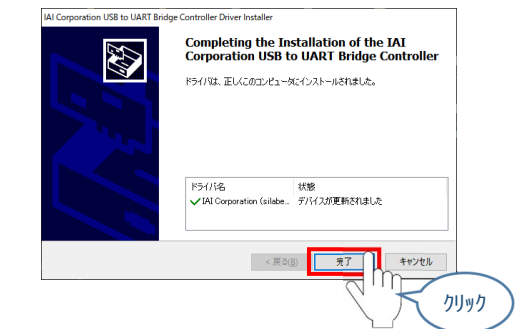 IAI Corporation USB to UART Bridge Controller Driver Installer
Completing the Installation of the IAI
Corporation USB to UART Bridge Controller
ドライバは、正しくこのコンピュータにインストールされました。
ドライバ名 状態
IAI Corporation (silabe... デバイスが更新されました
< 戻る(B) 完了 キャンセル
クリック